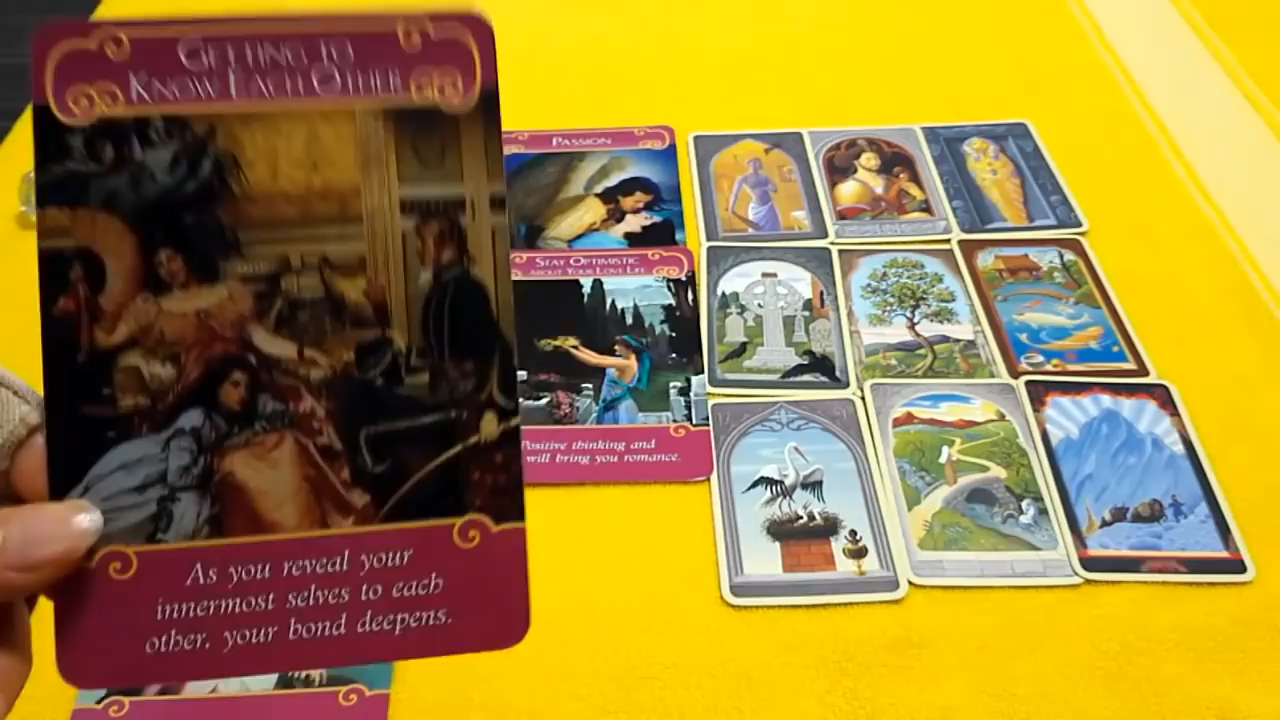 GETTING TO
KNOW EACH OTHER
As you reveal your
innermost selves to each
other, your bond deepens.
PASSION
STAY OPTIMISTIC
ABOUT YOUR LOVE LIFE
Positive thinking and
will bring you romance.